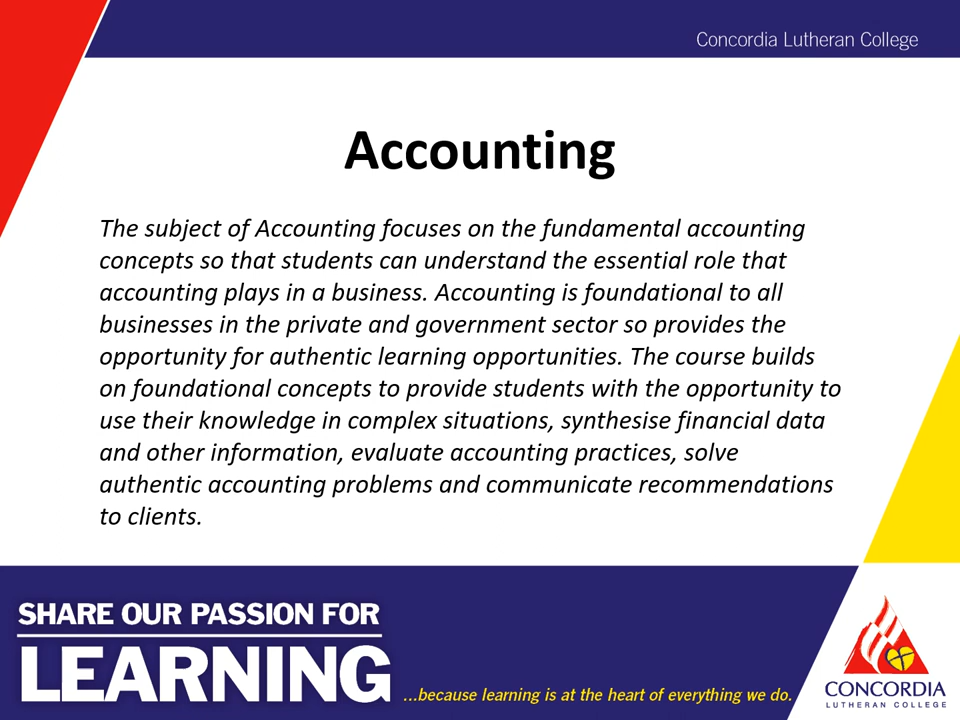 Concordia Lutheran College
Accounting
The subject of Accounting focuses on the fundamental accounting
concepts so that students can understand the essential role that
accounting plays in a business. Accounting is foundational to all
businesses in the private and government sector so provides the
opportunity for authentic learning opportunities. The course builds
on foundational concepts to provide students with the opportunity to
use their knowledge in complex situations, synthesise financial data
and other information, evaluate accounting practices, solve
authentic accounting problems and communicate recommendations
to clients.
SHARE OUR PASSION FOR
LEARNING
...because learning is at the heart of everything we do.
CONCORDIA
LUTHERAN COLLEGE